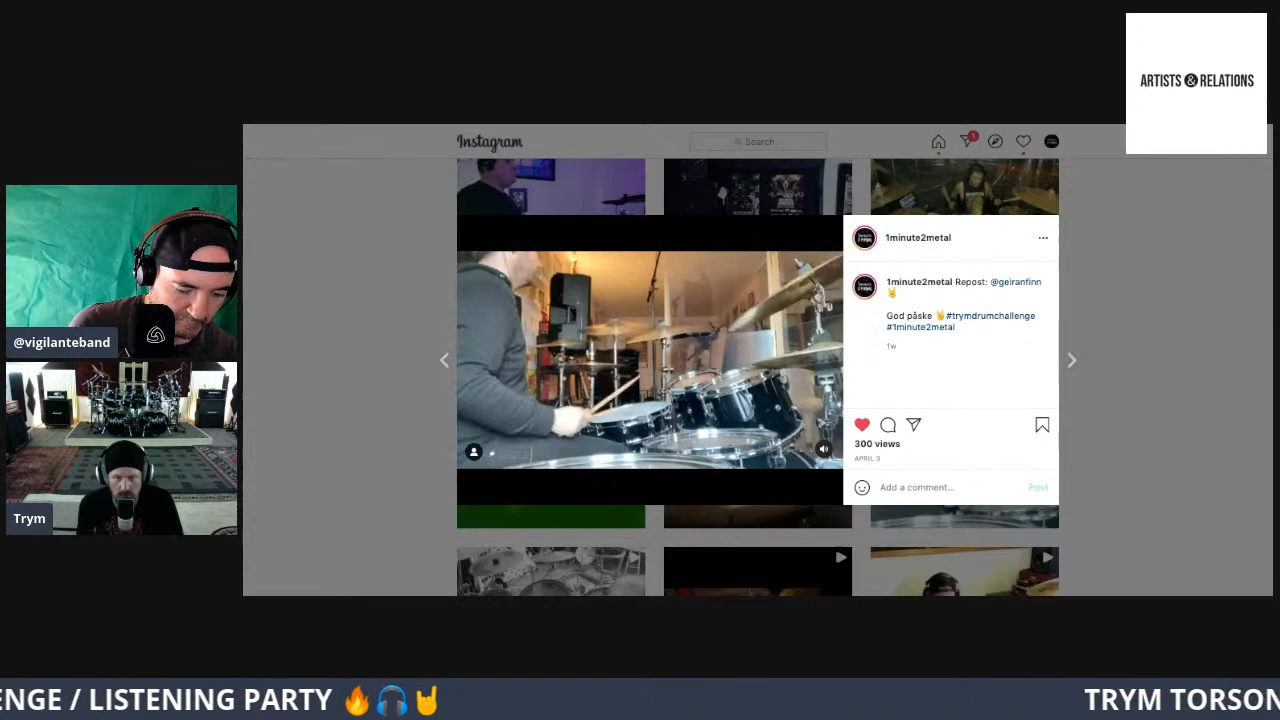 ARTISTS & RELATIONS
Instagram
Search
1
1minute2metal
1minute2metal Repost: @geiranfinn
🤘
God påske 🤘#trymdrumchallenge
#1minute2metal
1w
300 views
APRIL 3
Add a comment...
Post
@vigilanteband
Trym
ENGE / LISTENING PARTY 🔥🎧🤘
TRYM TORSON